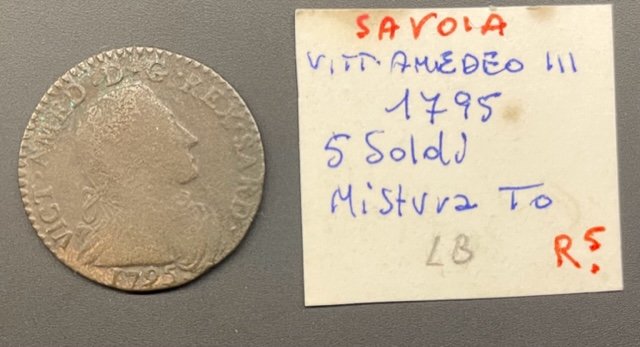 VICT·AMED·D·G·REX·SARD
1795
SAVOIA
VITT. AMEDEO III
1795
5 Soldi
Mistura To
LB
R5